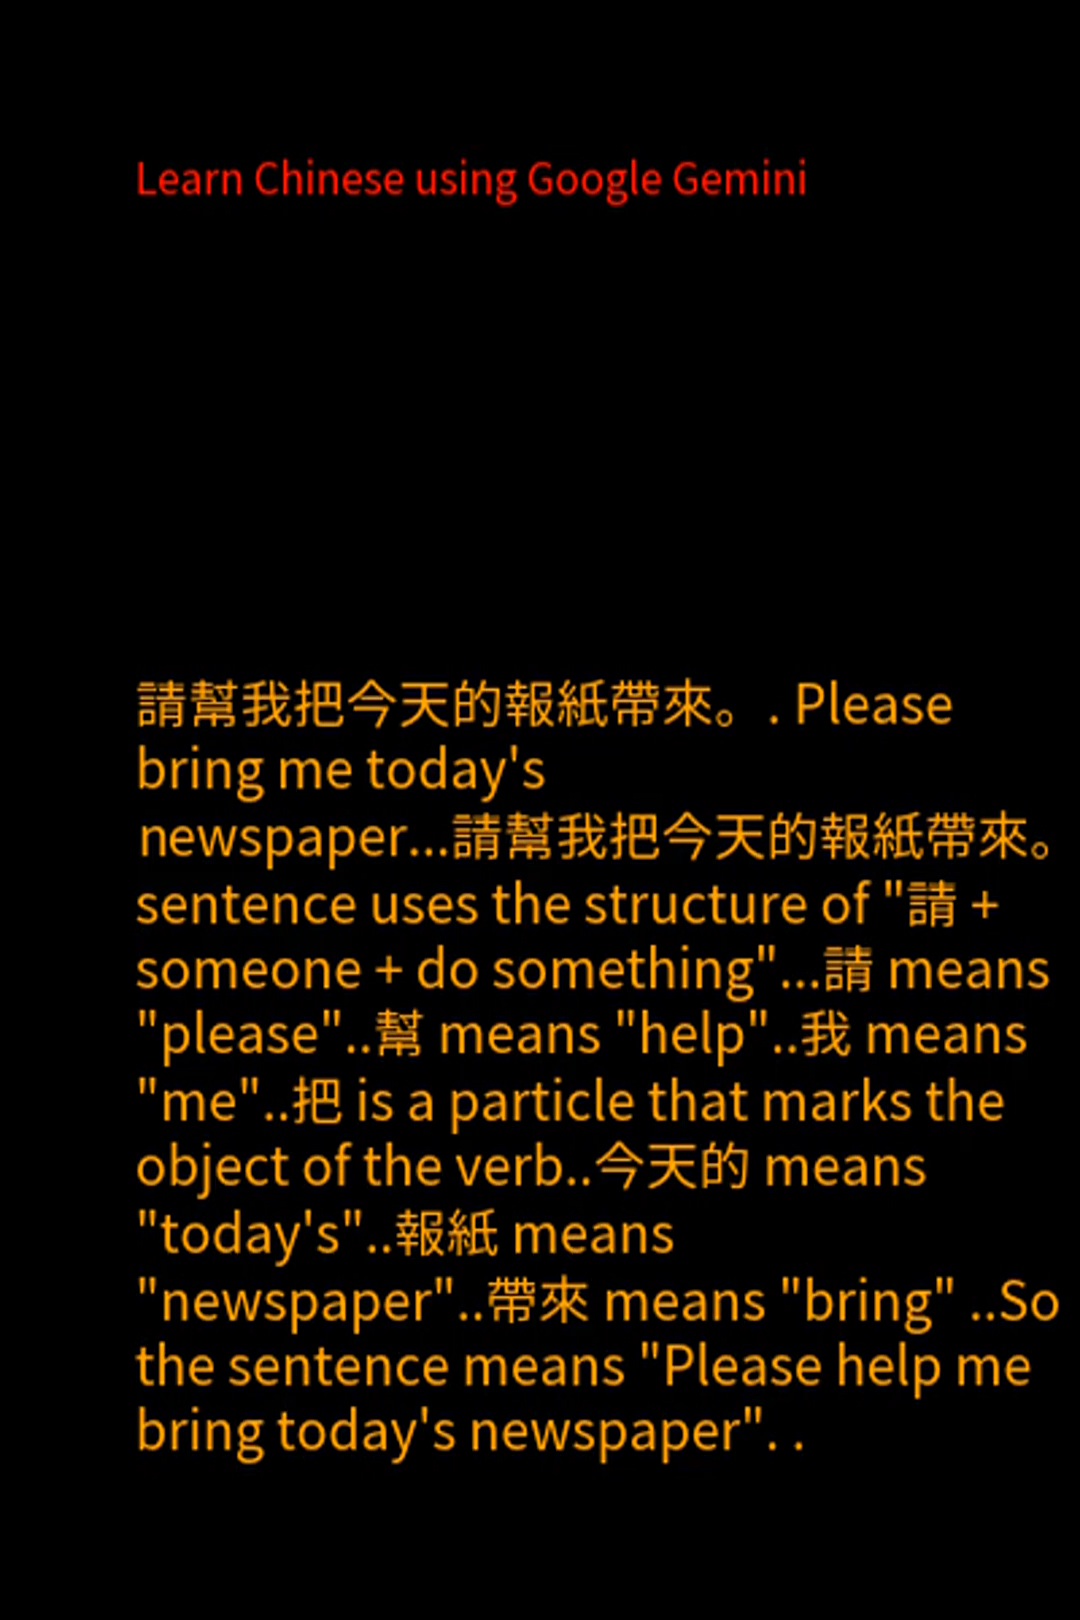 Learn Chinese using Google Gemini
請幫我把今天的報紙帶來。. Please
bring me today's
newspaper...請幫我把今天的報紙帶來。
sentence uses the structure of "請 +
someone + do something"...請 means
"please"..幫 means "help"..我 means
"me"..把 is a particle that marks the
object of the verb..今天的 means
"today's"..報紙 means
"newspaper"..帶來 means "bring" ..So
the sentence means "Please help me
bring today's newspaper". .